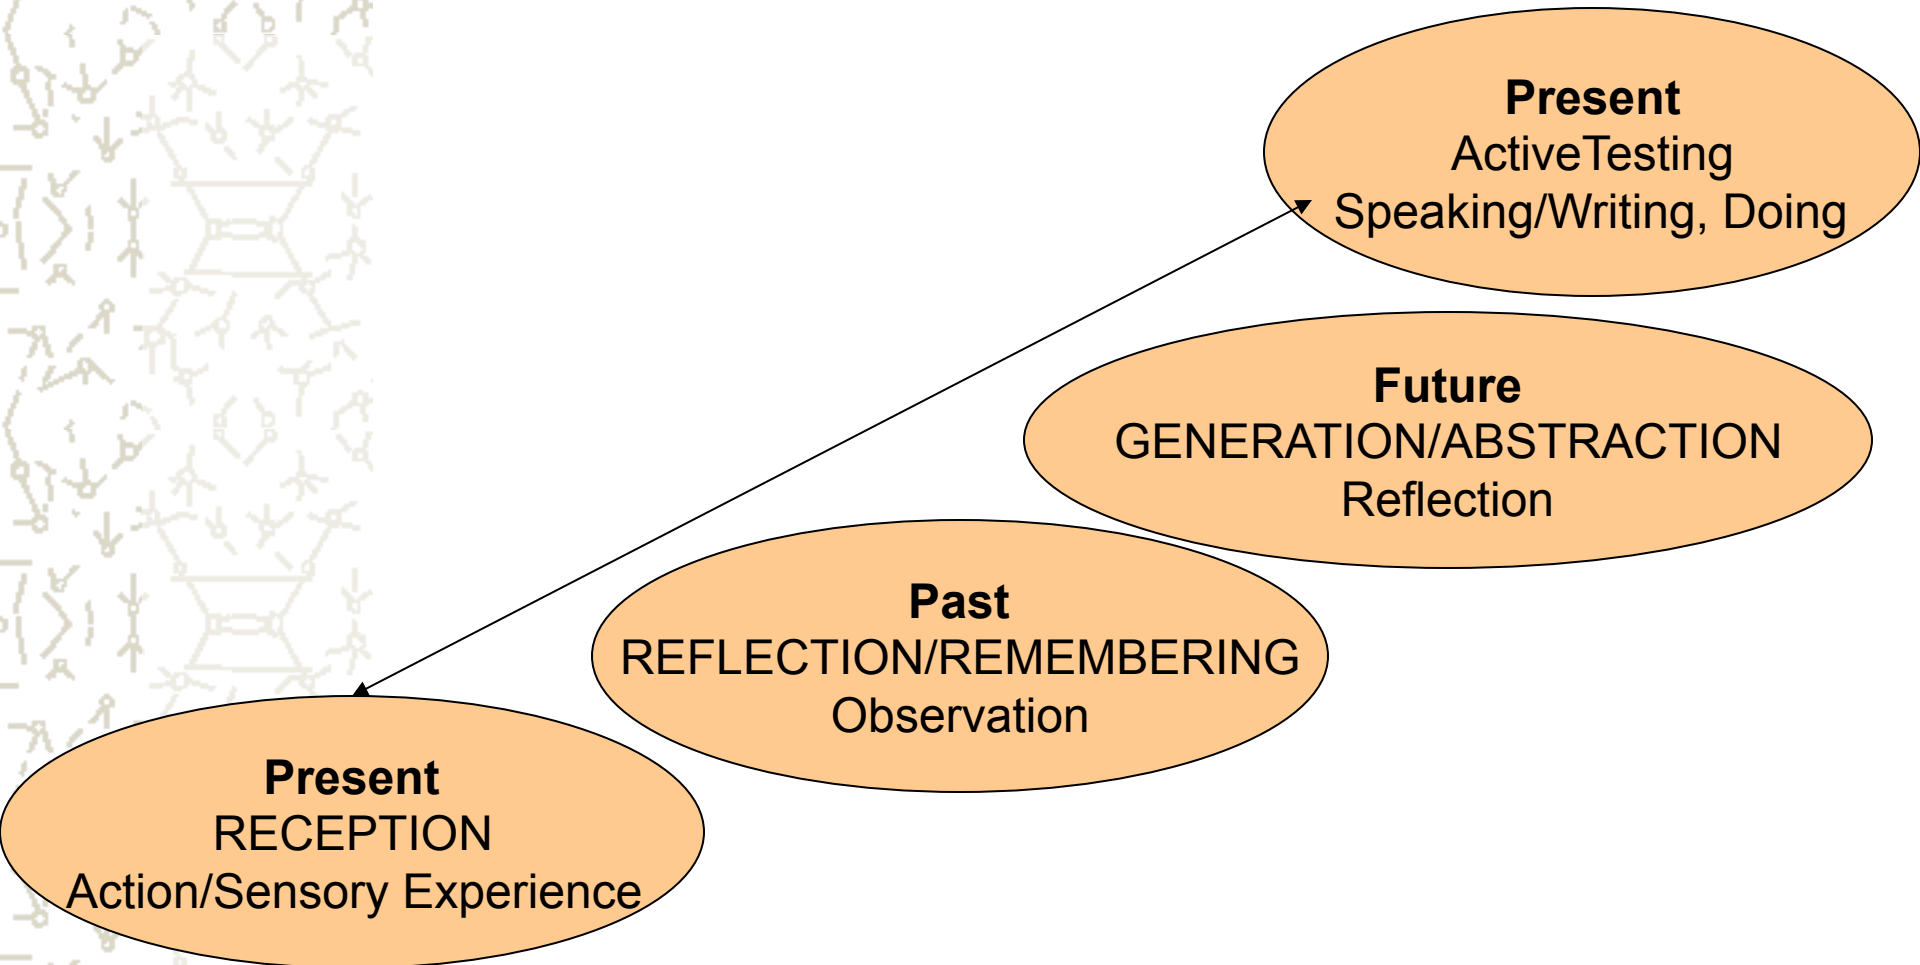 Present
ActiveTesting
Speaking/Writing, Doing
Future
GENERATION/ABSTRACTION
Reflection
Past
REFLECTION/REMEMBERING
Observation
Present
RECEPTION
Action/Sensory Experience